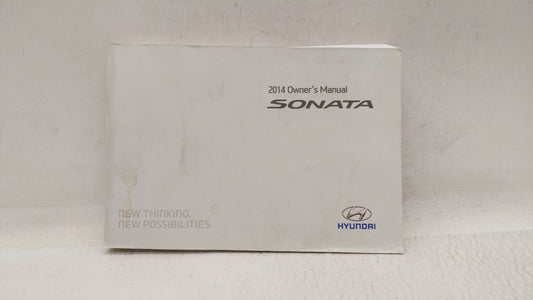 2014 Owner's Manual
SONATA
NEW THINKING.
NEW POSSIBILITIES.
HYUNDAI